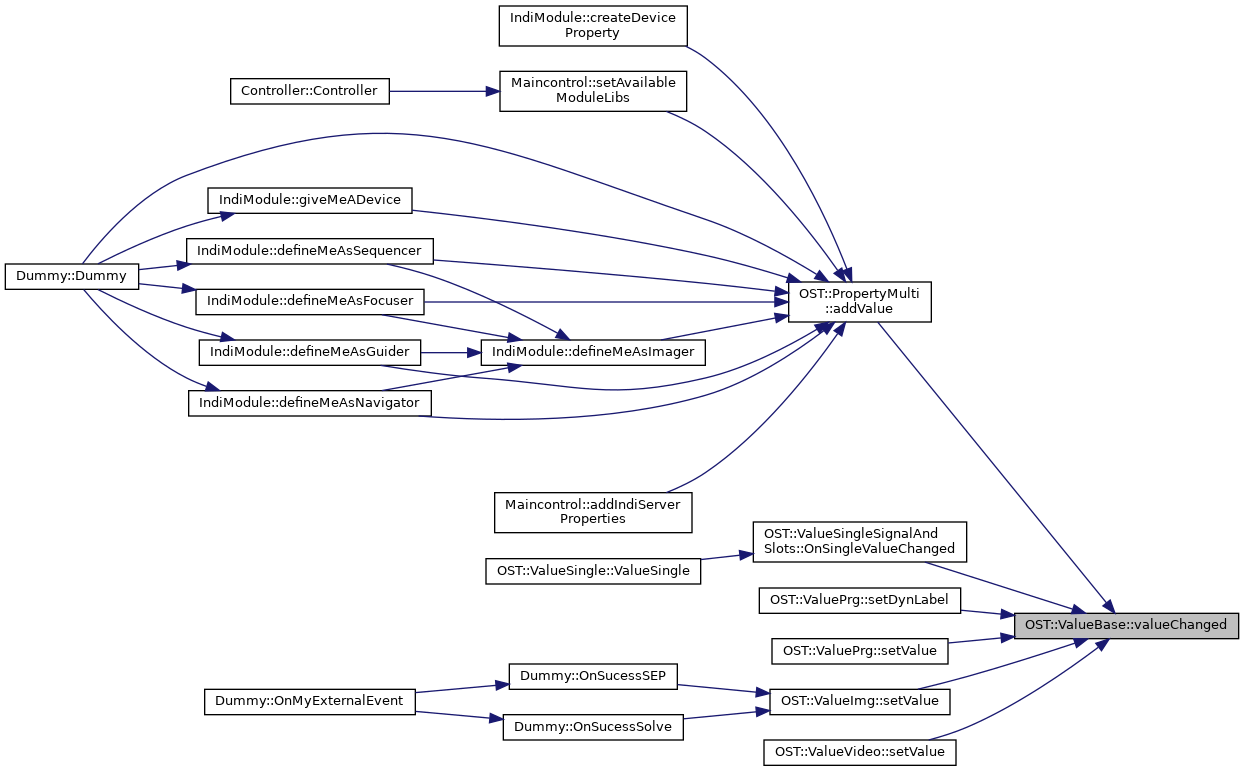 IndiModule::createDevice
Property
Maincontrol::setAvailable
ModuleLibs
Controller::Controller
IndiModule::giveMeADevice
IndiModule::defineMeAsSequencer
Dummy::Dummy
IndiModule::defineMeAsFocuser
OST::PropertyMulti
::addValue
IndiModule::defineMeAsGuider
IndiModule::defineMeAsImager
IndiModule::defineMeAsNavigator
Maincontrol::addIndiServer
Properties
OST::ValueSingleSignalAnd
Slots::OnSingleValueChanged
OST::ValueSingle::ValueSingle
OST::ValuePrg::setDynLabel
OST::ValueBase::valueChanged
OST::ValuePrg::setValue
Dummy::OnSucessSEP
Dummy::OnMyExternalEvent
OST::ValueImg::setValue
Dummy::OnSucessSolve
OST::ValueVideo::setValue